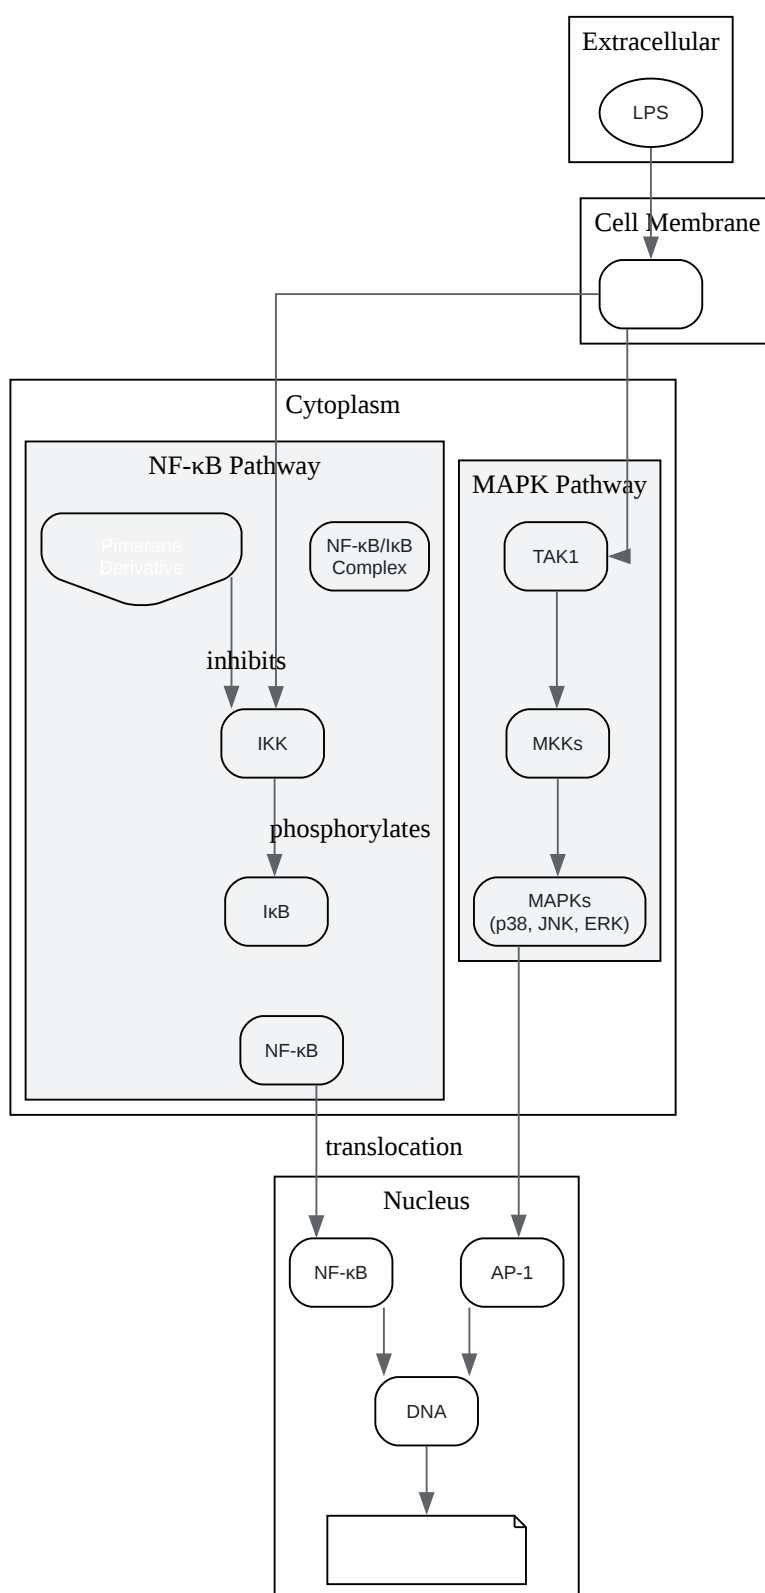 Extracellular
LPS
Cell Membrane
Cytoplasm
NF-κB Pathway
MAPK Pathway
Pimarane
Derivative
NF-κB/IκB
Complex
TAK1
inhibits
IKK
MKKs
phosphorylates
IκB
MAPKs
(p38, JNK, ERK)
NF-κB
translocation
Nucleus
NF-κB
AP-1
DNA